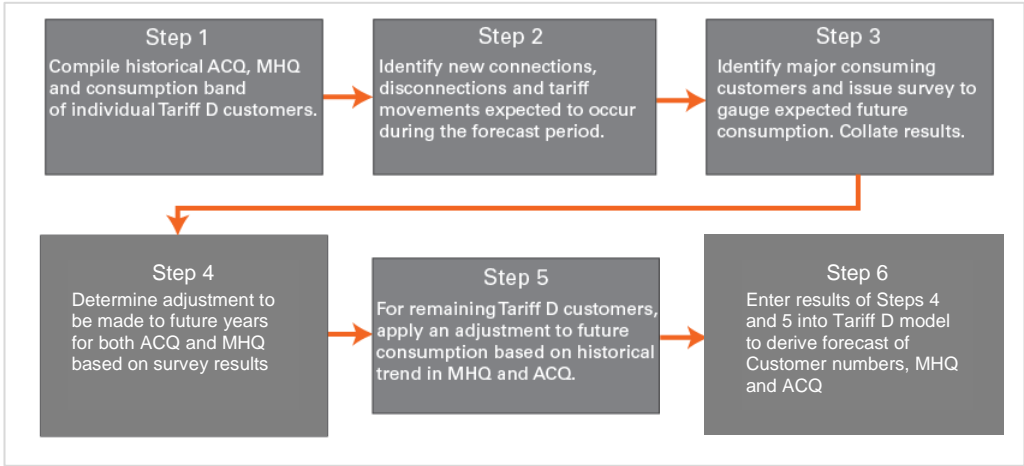 Step 1
Compile historical ACQ, MHQ
and consumption band
of individual Tariff D customers.
Step 2
Identify new connections,
disconnections and tariff
movements expected to occur
during the forecast period.
Step 3
Identify major consuming
customers and issue survey to
gauge expected future
consumption. Collate results.
Step 4
Determine adjustment to
be made to future years
for both ACQ and MHQ
based on survey results
Step 5
For remaining Tariff D customers,
apply an adjustment to future
consumption based on historical
trend in MHQ and ACQ.
Step 6
Enter results of Steps 4
and 5 into Tariff D model
to derive forecast of
Customer numbers, MHQ
and ACQ